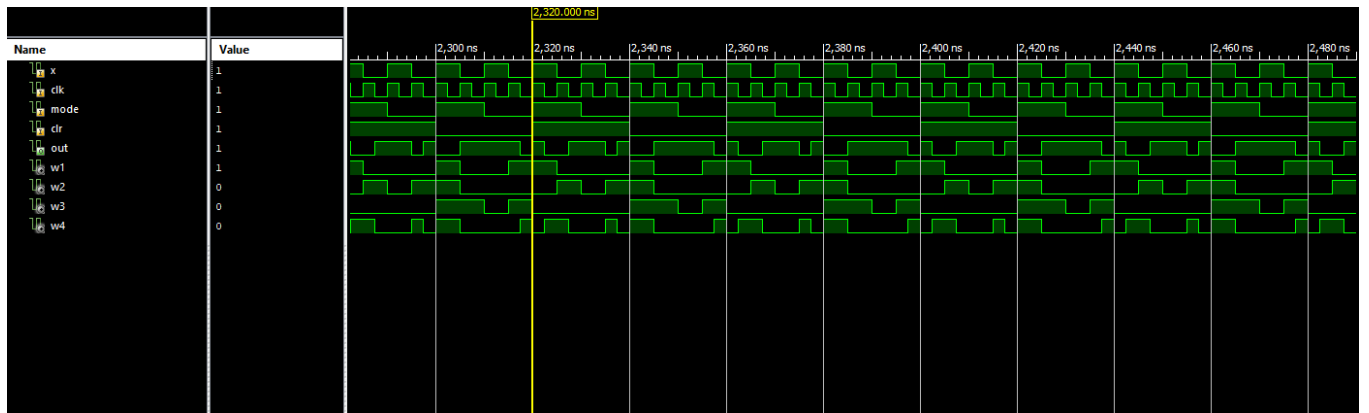 2,320.000 ns
Name Value 2,300 ns 2,320 ns 2,340 ns 2,360 ns 2,380 ns 2,400 ns 2,420 ns 2,440 ns 2,460 ns 2,480 ns
x 1
clk 1
mode 1
clr 1
out 1
w1 1
w2 0
w3 0
w4 0